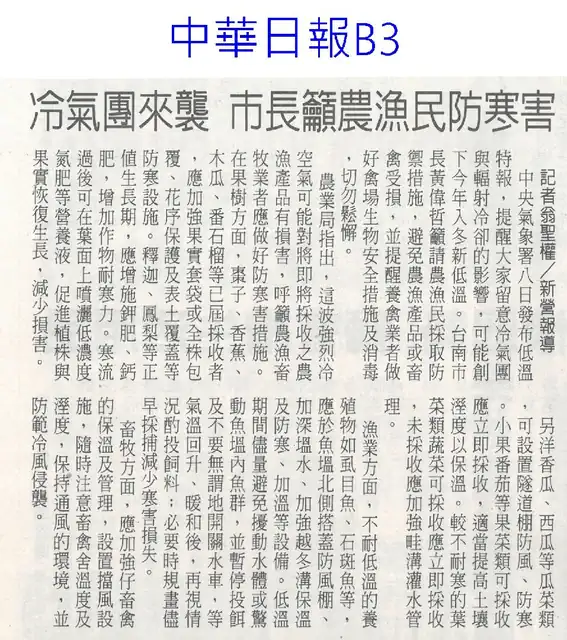 中華日報B3
冷氣團來襲 市長籲農漁民防寒害
記者翁聖權／新營報導
中央氣象署八日發布低溫
特報，提醒大家留意冷氣團
與輻射冷卻的影響，可能創
下今年入冬新低溫。台南市
長黃偉哲籲請農漁民採取防
禦措施，避免農漁產品或畜
禽受損，並提醒養禽業者做
好禽場生物安全措施及消毒
，切勿鬆懈。
農業局指出，這波強烈冷
空氣可能對將即將採收之農
漁產品有損害，呼籲農漁畜
牧業者應做好防寒害措施。
在果樹方面，棗子、香蕉、
木瓜、番石榴等已屆採收者
，應加強果實套袋或全株包
覆、花序保護及表土覆蓋等
防寒設施。釋迦、鳳梨等正
值生長期，應增施鉀肥、鈣
肥，增加作物耐寒力。寒流
過後可在葉面上噴灑低濃度
氮肥等營養液，促進植株與
果實恢復生長，減少損害。
另洋香瓜、西瓜等瓜菜類
，可設置隧道棚防風、防寒
。小果番茄等果菜類可採收
應立即採收，適當提高土壤
溼度以保溫。較不耐寒的葉
菜類蔬菜可採收應立即採收
，未採收應加強畦溝灌水管
理。
漁業方面，不耐低溫的養
殖物如虱目魚、石斑魚等，
應於魚塭北側搭蓋防風棚、
加深塭水、加強越冬溝保溫
及防寒、加溫等設備。低溫
期間儘量避免擾動水體或驚
動魚塭內魚群，並暫停投餌
及不要無謂地開關水車，等
氣溫回升、暖和後，再視情
況酌投飼料；必要時規畫儘
早採捕減少寒害損失。
畜牧方面，應加強仔畜禽
的保溫及管理，設置擋風設
施，隨時注意畜禽舍溫度及
溼度，保持通風的環境，並
防範冷風侵襲。